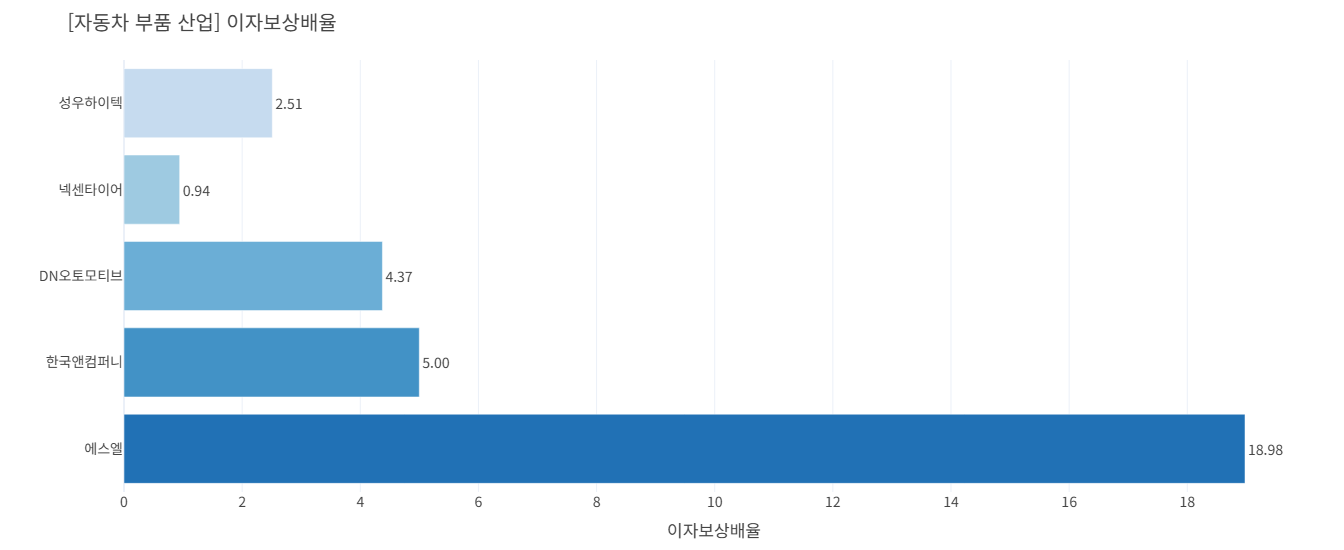 [자동차 부품 산업] 이자보상배율
성우하이텍 2.51
넥센타이어 0.94
DN오토모티브 4.37
한국앤컴퍼니 5.00
에스엘 18.98
0 2 4 6 8 10 12 14 16 18
이자보상배율